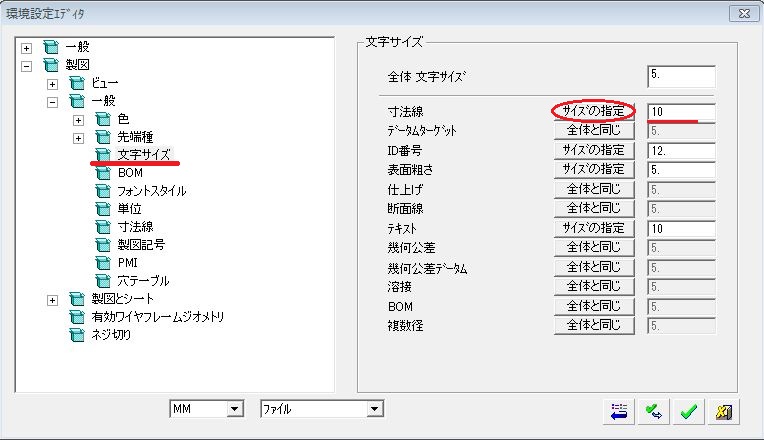 環境設定エディタ
一般
製図
ビュー
一般
色
先端種
文字サイズ
BOM
フォントスタイル
単位
寸法線
製図記号
PMI
穴テーブル
製図とシート
有効ワイヤフレームジオメトリ
ネジ切り
MM ファイル
文字サイズ
全体 文字サイズ 5.
寸法線 サイズの指定 10
データムターゲット 全体と同じ 5.
ID番号 サイズの指定 12.
表面粗さ サイズの指定 5.
仕上げ 全体と同じ 5.
断面線 全体と同じ 5.
テキスト サイズの指定 10
幾何公差 全体と同じ 5.
幾何公差データム 全体と同じ 5.
溶接 全体と同じ 5.
BOM 全体と同じ 5.
複数径 全体と同じ 5.